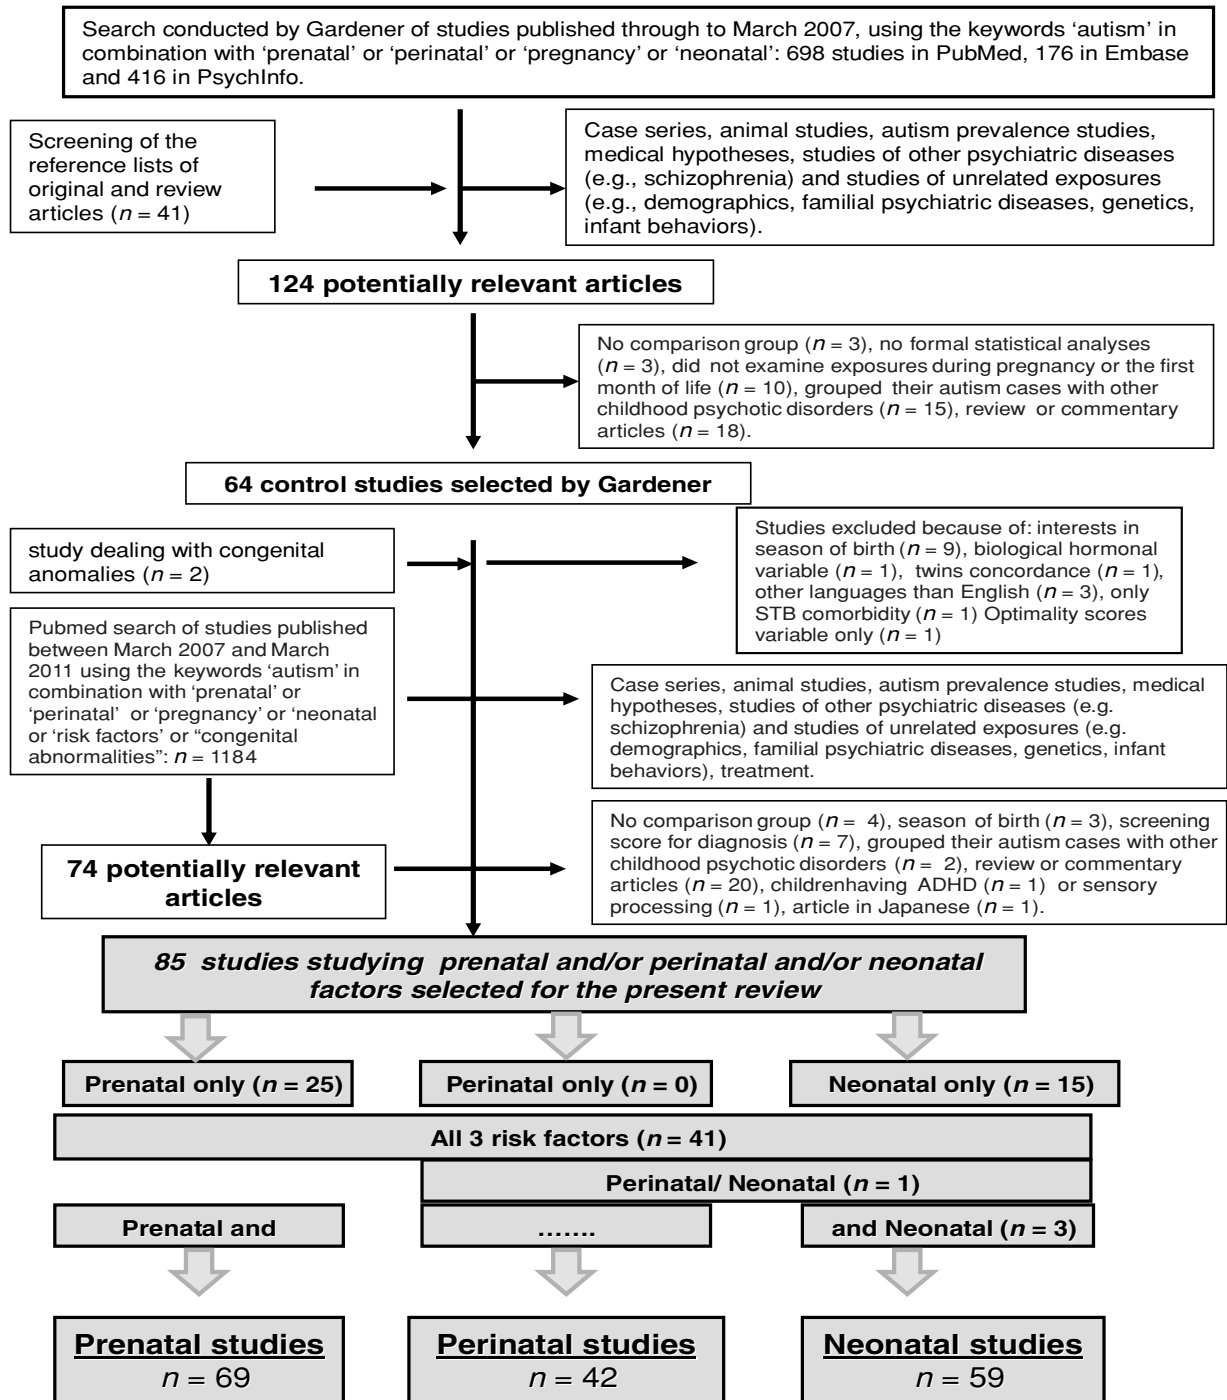 Search conducted by Gardener of studies published through to March 2007, using the keywords ‘autism’ in
combination with ‘prenatal’ or ‘perinatal’ or ‘pregnancy’ or ‘neonatal’: 698 studies in PubMed, 176 in Embase
and 416 in PsychInfo.
Screening of the
reference lists of
original and review
articles (n = 41)
Case series, animal studies, autism prevalence studies,
medical hypotheses, studies of other psychiatric diseases
(e.g., schizophrenia) and studies of unrelated exposures
(e.g., demographics, familial psychiatric diseases, genetics,
infant behaviors).
124 potentially relevant articles
No comparison group (n = 3), no formal statistical analyses
(n = 3), did not examine exposures during pregnancy or the first
month of life (n = 10), grouped their autism cases with other
childhood psychotic disorders (n = 15), review or commentary
articles (n = 18).
64 control studies selected by Gardener
study dealing with congenital
anomalies (n = 2)
Studies excluded because of: interests in
season of birth (n = 9), biological hormonal
variable (n = 1), twins concordance (n = 1),
other languages than English (n = 3), only
STB comorbidity (n = 1) Optimality scores
variable only (n = 1)
Pubmed search of studies published
between March 2007 and March
2011 using the keywords ‘autism’ in
combination with ‘prenatal’ or
‘perinatal’ or ‘pregnancy’ or ‘neonatal
or ‘risk factors’ or “congenital
abnormalities”: n = 1184
Case series, animal studies, autism prevalence studies, medical
hypotheses, studies of other psychiatric diseases (e.g.
schizophrenia) and studies of unrelated exposures (e.g.
demographics, familial psychiatric diseases, genetics, infant
behaviors), treatment.
74 potentially relevant
articles
No comparison group (n = 4), season of birth (n = 3), screening
score for diagnosis (n = 7), grouped their autism cases with other
childhood psychotic disorders (n = 2), review or commentary
articles (n = 20), childrenhaving ADHD (n = 1) or sensory
processing (n = 1), article in Japanese (n = 1).
85 studies studying prenatal and/or perinatal and/or neonatal
factors selected for the present review
Prenatal only (n = 25)
Perinatal only (n = 0)
Neonatal only (n = 15)
All 3 risk factors (n = 41)
Perinatal/ Neonatal (n = 1)
Prenatal and
.......
and Neonatal (n = 3)
Prenatal studies
n = 69
Perinatal studies
n = 42
Neonatal studies
n = 59